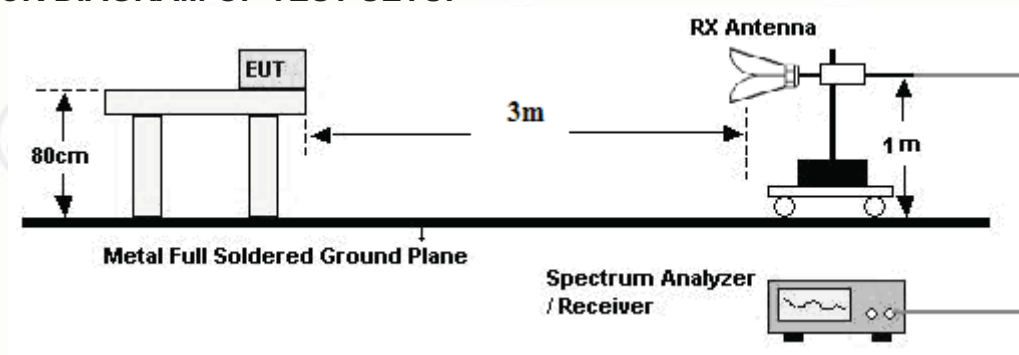 RX Antenna
EUT
3m
80cm
1 m
Metal Full Soldered Ground Plane
Spectrum Analyzer
/ Receiver